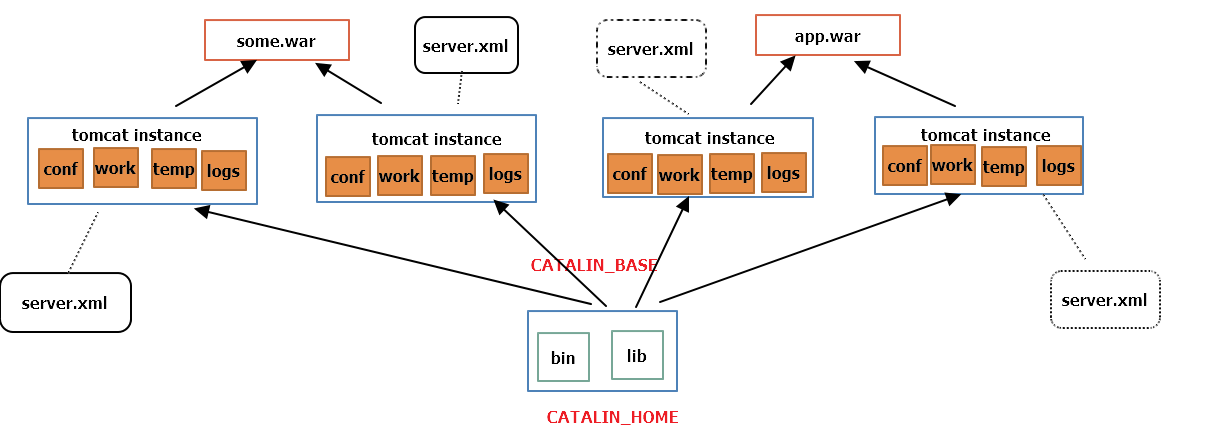 some.war
server.xml
server.xml
app.war
tomcat instance
conf
work
temp
logs
tomcat instance
conf
work
temp
logs
tomcat instance
conf
work
temp
logs
tomcat instance
conf
work
temp
logs
CATALIN_BASE
server.xml
server.xml
bin
lib
CATALIN_HOME